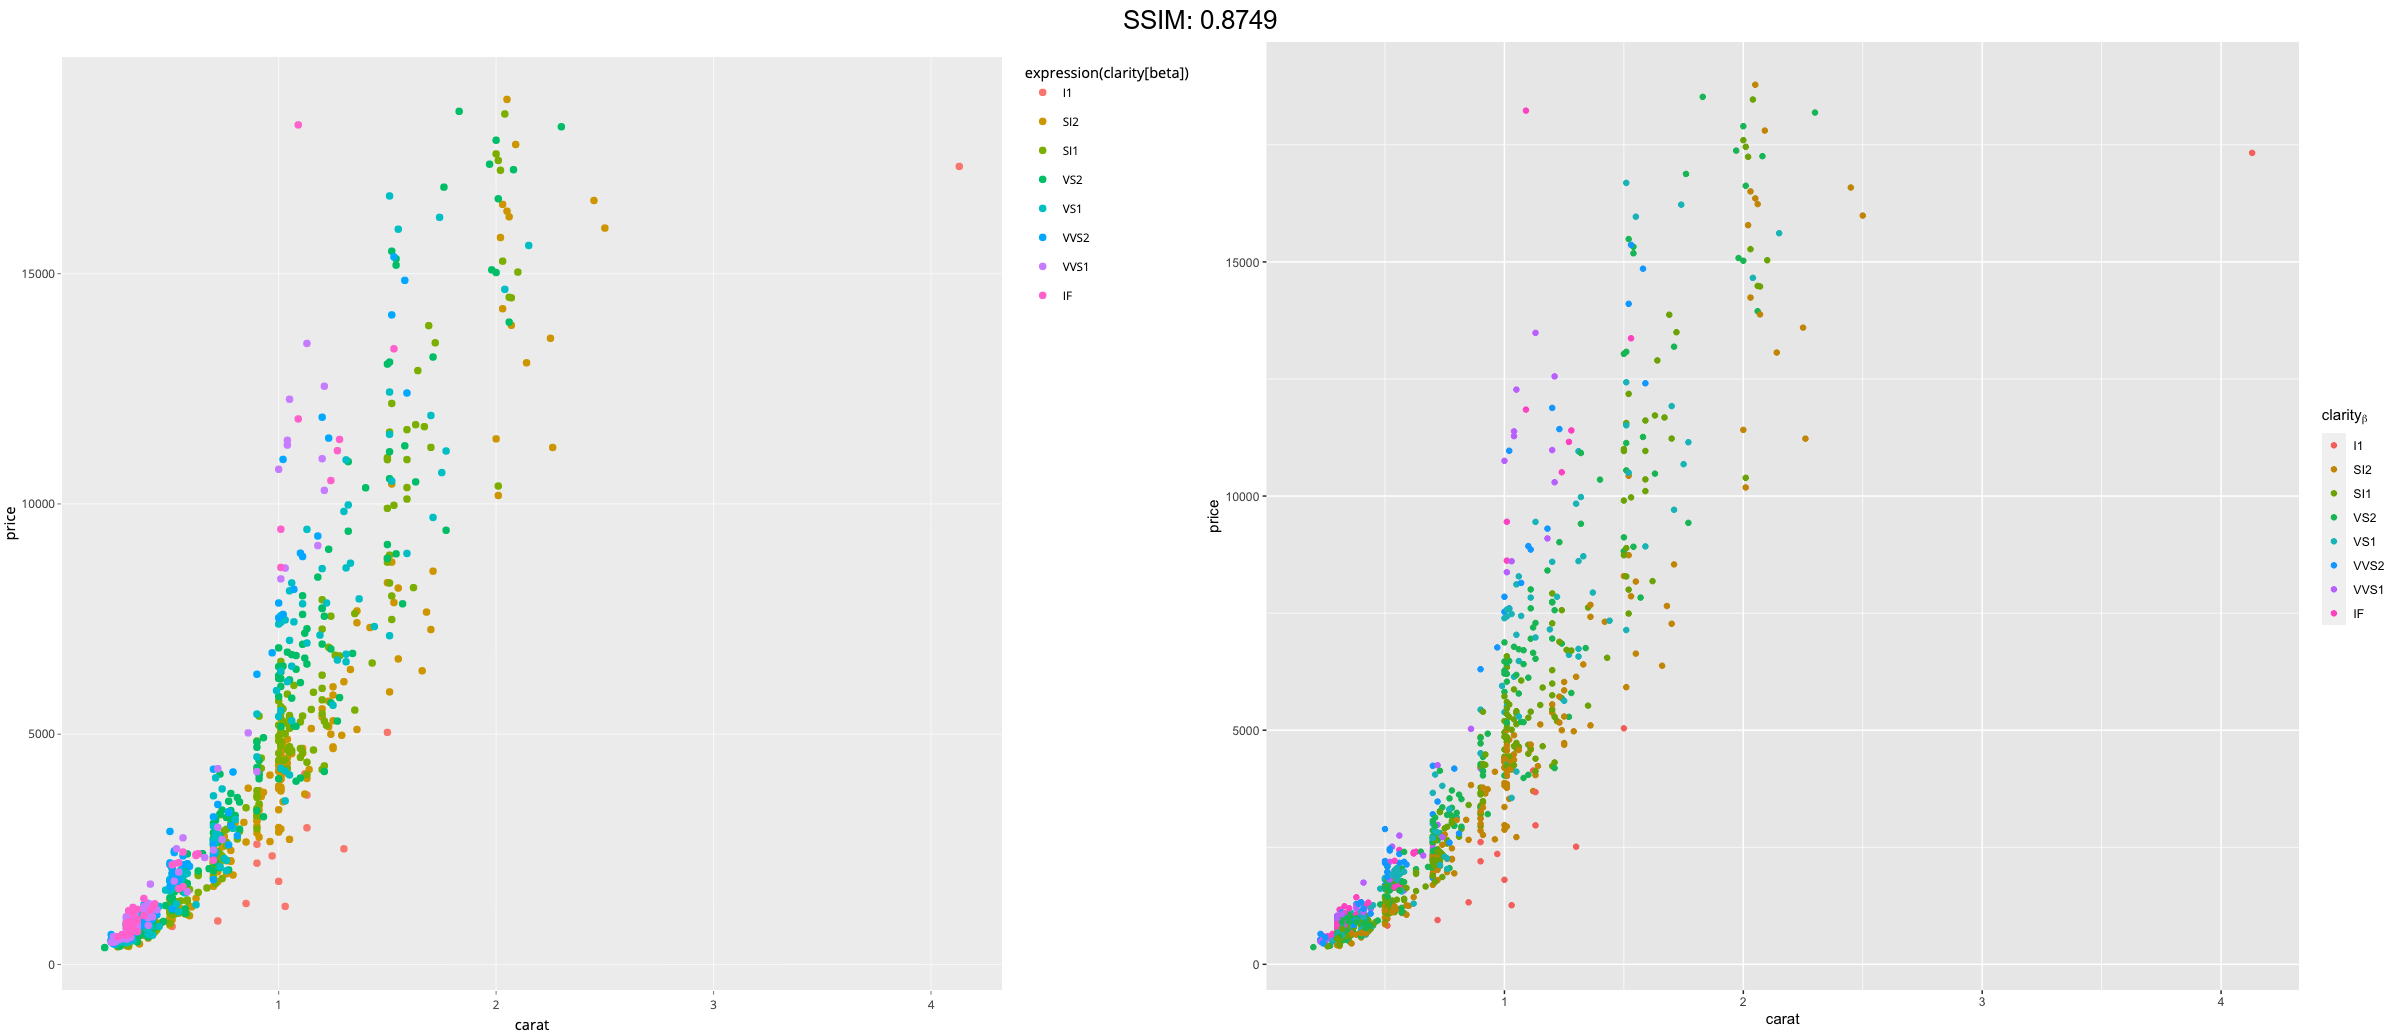 SSIM: 0.8749
expression(clarity[beta])
I1
SI2
SI1
VS2
VS1
VVS2
VVS1
IF
15000
10000
5000
0
price
1
2
3
4
carat
15000
10000
5000
0
price
1
2
3
4
carat
clarityβ
I1
SI2
SI1
VS2
VS1
VVS2
VVS1
IF